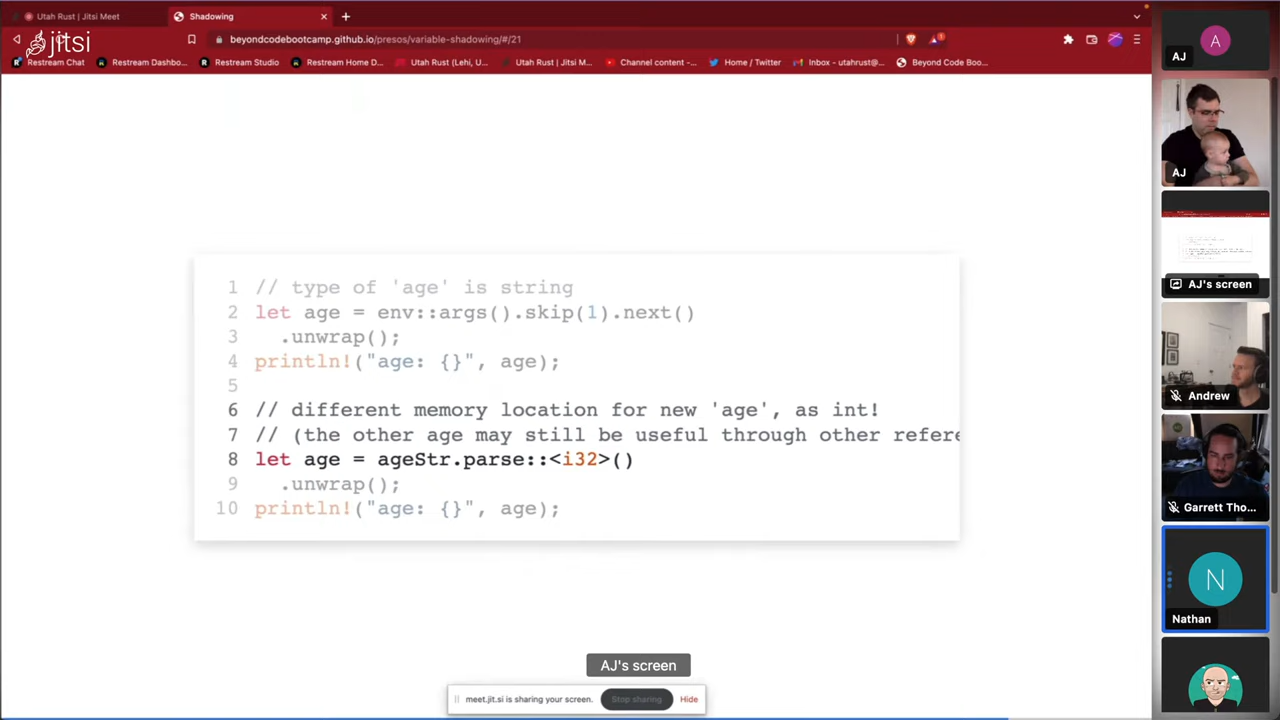 Utah Rust | Jitsi Meet
Shadowing
jitsi
beyondcodebootcamp.github.io/presos/variable-shadowing/#/21
Restream Chat
Restream Dashbo...
Restream Studio
Restream Home D...
Utah Rust (Lehi, U...
Utah Rust | Jitsi M...
Channel content -...
Home / Twitter
Inbox - utahrust@...
Beyond Code Boo...
1 // type of 'age' is string
2 let age = env::args().skip(1).next()
3 .unwrap();
4 println!("age: {}", age);
5
6 // different memory location for new 'age', as int!
7 // (the other age may still be useful through other refere
8 let age = ageStr.parse::<i32>()
9 .unwrap();
10 println!("age: {}", age);
AJ's screen
meet.jit.si is sharing your screen.
Stop sharing
Hide
A
AJ
AJ
AJ's screen
Andrew
Garrett Tho...
N
Nathan